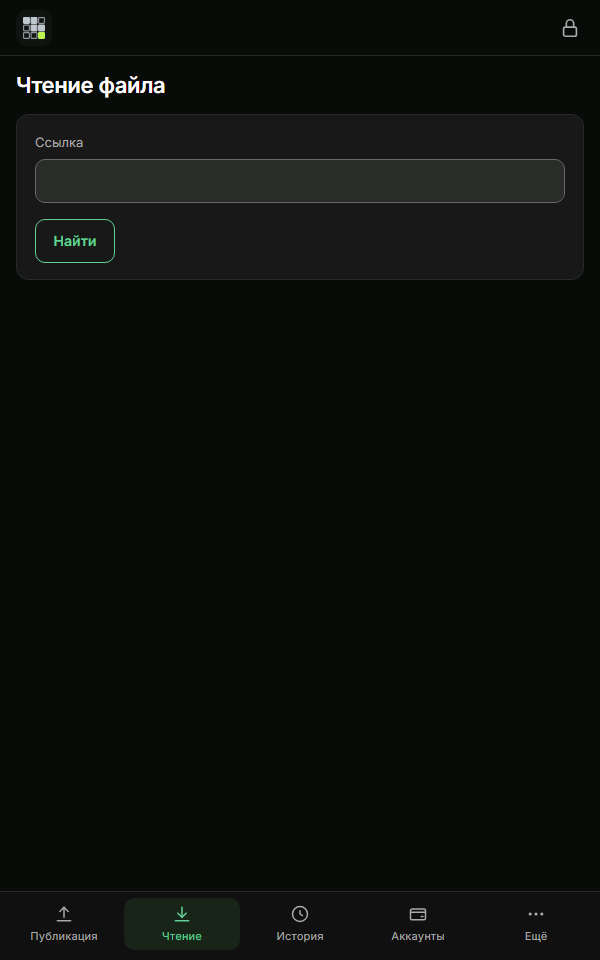 Чтение файла
Ссылка
Найти
Публикация
Чтение
История
Аккаунты
Ещё